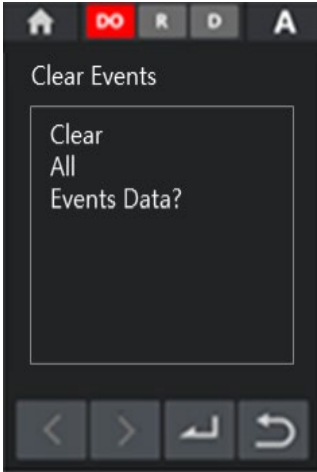 DO R D A
Clear Events
Clear
All
Events Data?